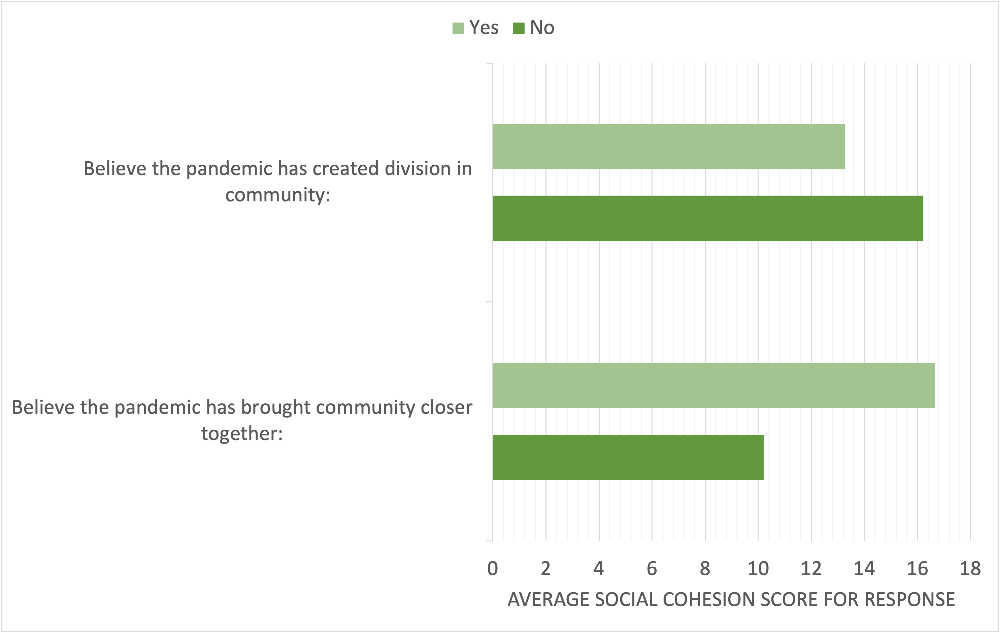 Yes No
Believe the pandemic has created division in
community:
Believe the pandemic has brought community closer
together:
0 2 4 6 8 10 12 14 16 18
AVERAGE SOCIAL COHESION SCORE FOR RESPONSE